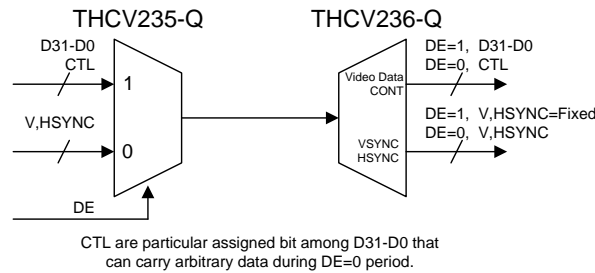 THCV235-Q
THCV236-Q
D31-D0
CTL
1
V,HSYNC
0
DE
Video Data
CONT
VSYNC
HSYNC
DE=1, D31-D0
DE=0, CTL
DE=1, V,HSYNC=Fixed
DE=0, V,HSYNC
CTL are particular assigned bit among D31-D0 that
can carry arbitrary data during DE=0 period.